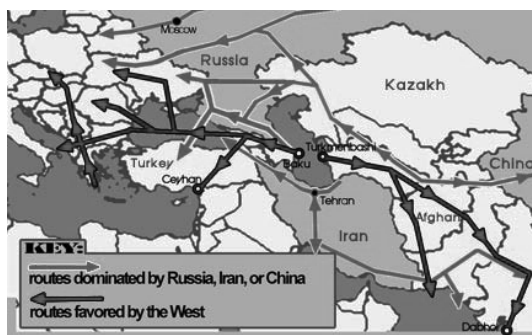 Moscow
Russia
Kazakh
Turkmenbashi
China
Turkey
Baku
Ceyhan
Tehran
Afghan
Iran
KEY:
routes dominated by Russia, Iran, or China
routes favored by the West
Dabhol